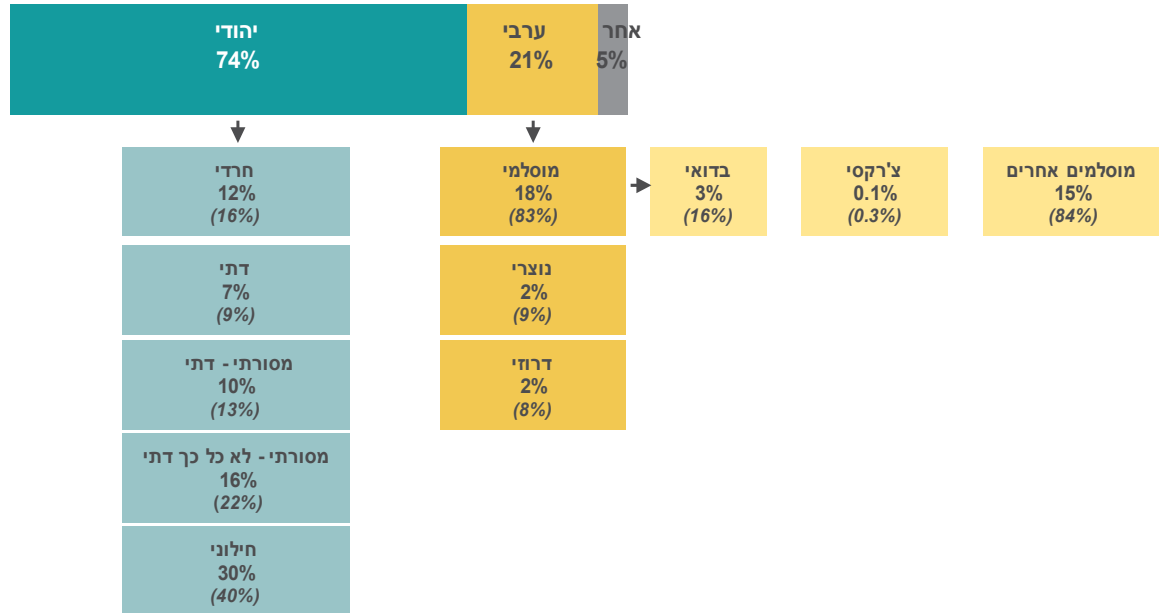 יהודי
74%
ערבי
21%
אחר
5%
חרדי
12%
(16%)
דתי
7%
(9%)
מסורתי - דתי
10%
(13%)
מסורתי - לא כל כך דתי
16%
(22%)
חילוני
30%
(40%)
מוסלמי
18%
(83%)
נוצרי
2%
(9%)
דרוזי
2%
(8%)
בדואי
3%
(16%)
צ'רקסי
0.1%
(0.3%)
מוסלמים אחרים
15%
(84%)